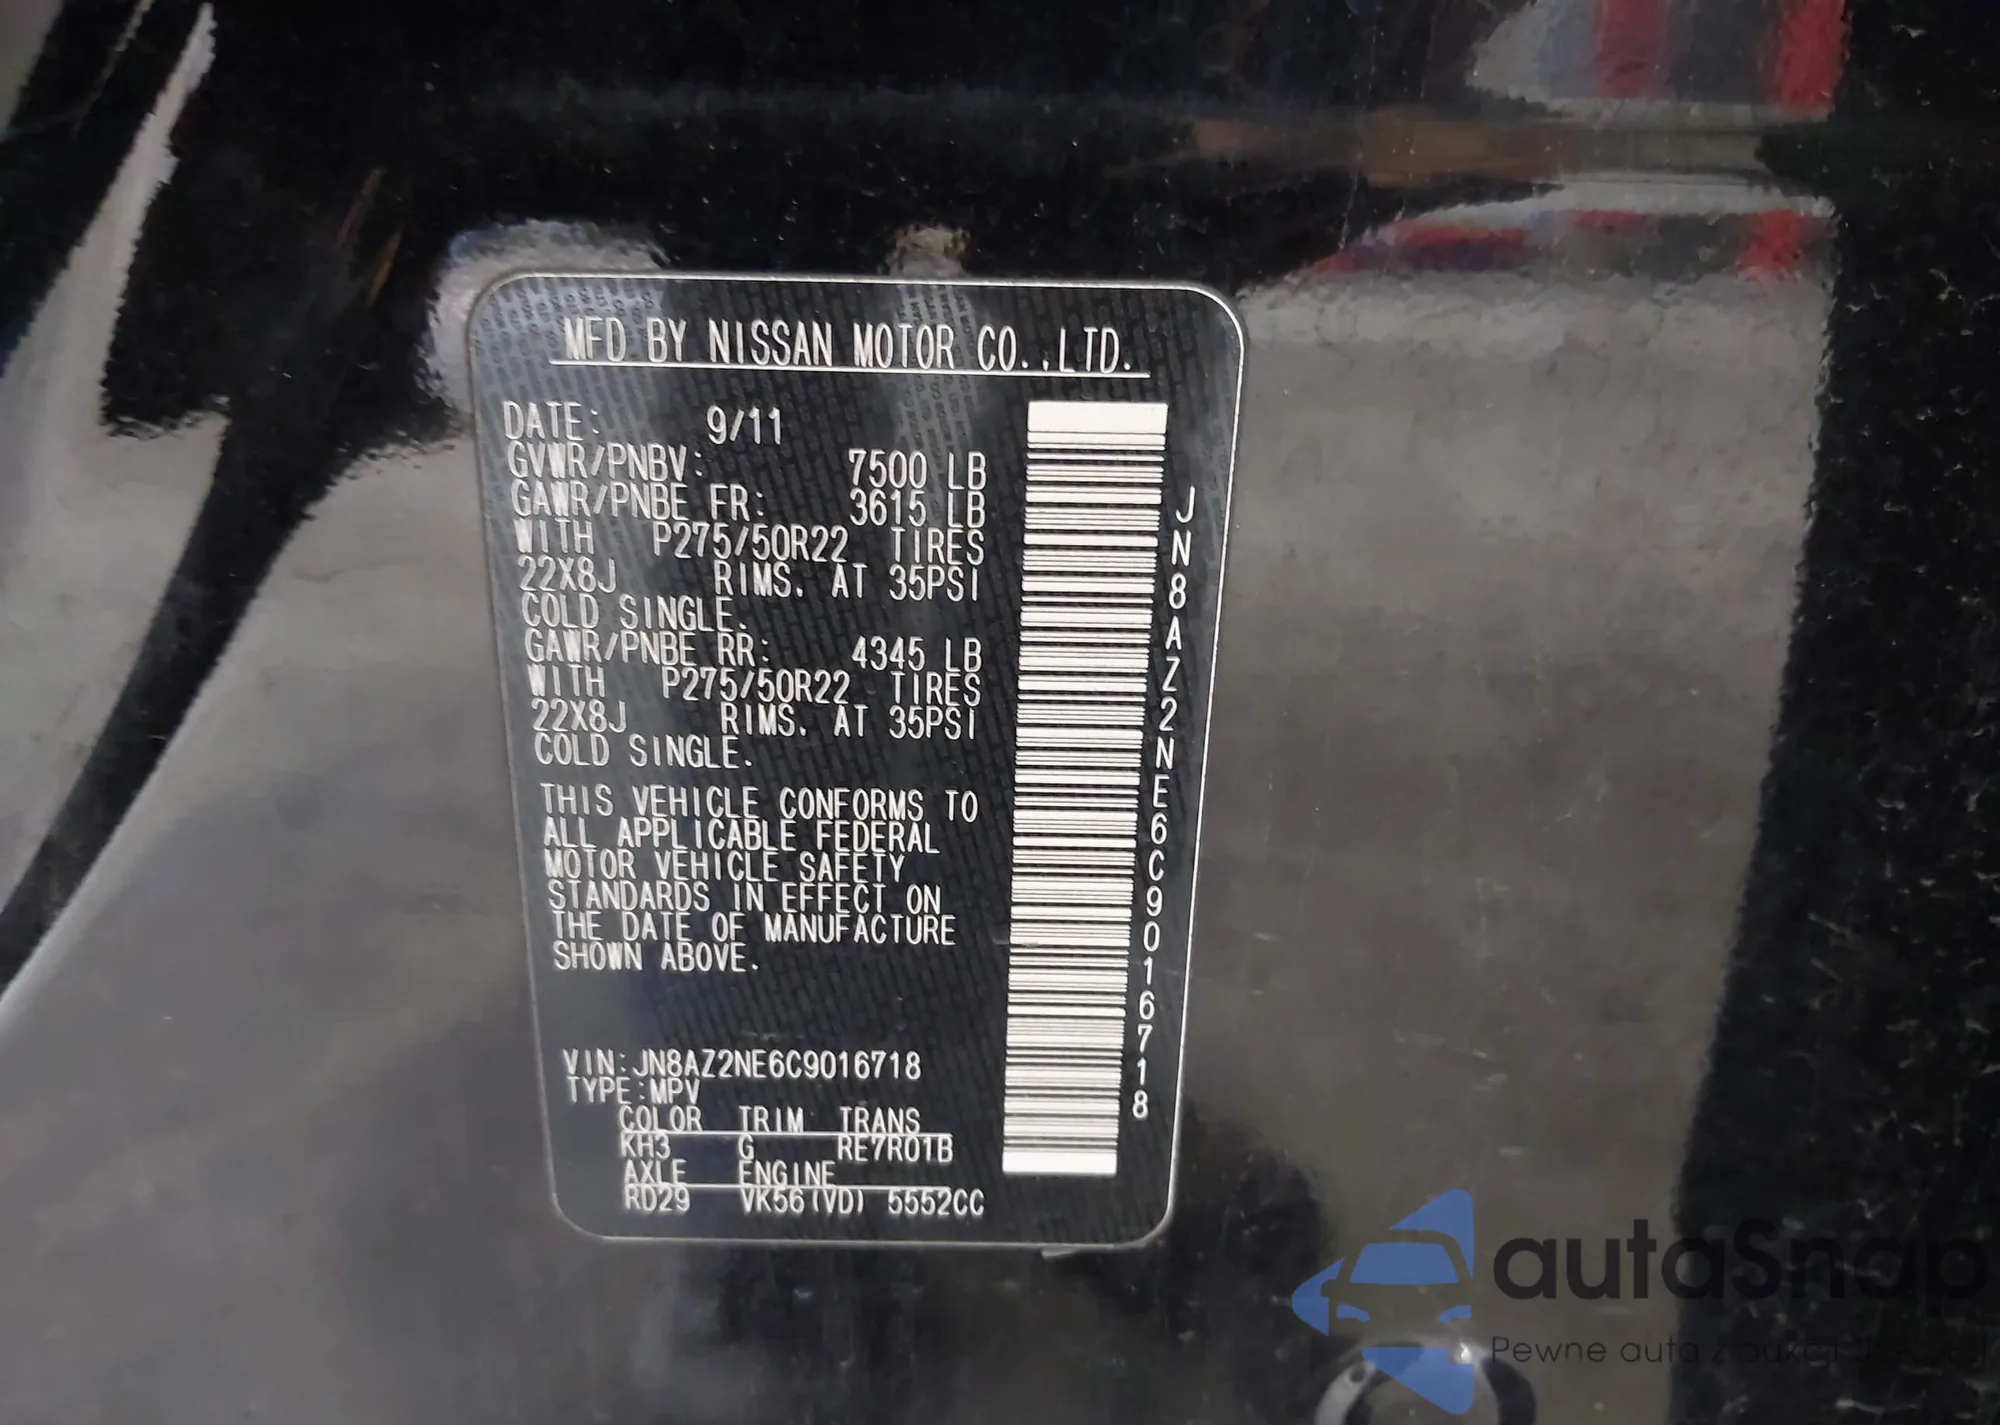 MFD BY NISSAN MOTOR CO.,LTD.
DATE: 9/11
GVWR/PNBV: 7500 LB
GAWR/PNBE FR: 3615 LB
WITH P275/50R22 TIRES
22X8J RIMS. AT 35PSI
COLD SINGLE.
GAWR/PNBE RR: 4345 LB
WITH P275/50R22 TIRES
22X8J RIMS. AT 35PSI
COLD SINGLE.
THIS VEHICLE CONFORMS TO
ALL APPLICABLE FEDERAL
MOTOR VEHICLE SAFETY
STANDARDS IN EFFECT ON
THE DATE OF MANUFACTURE
SHOWN ABOVE.
VIN:JN8AZ2NE6C9016718
TYPE:MPV
COLOR TRIM TRANS
KH3 G RE7R01B
AXLE ENGINE
RD29 VK56(VD) 5552CC
JN8AZ2NE6C9016718
autaSnap
Pewne auta z